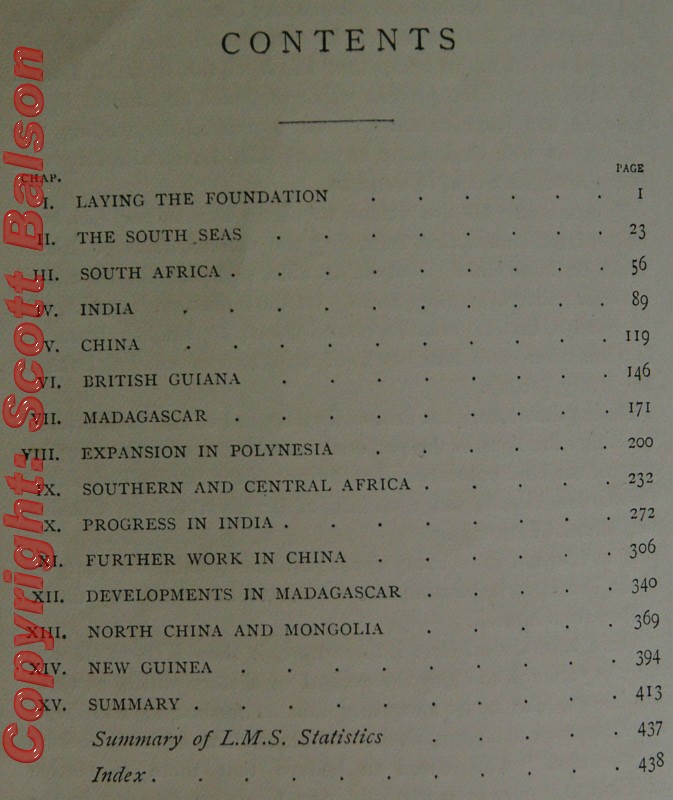 CONTENTS
CHAP. PAGE
I. LAYING THE FOUNDATION . . . . . . 1
II. THE SOUTH SEAS . . . . . . . . 23
III. SOUTH AFRICA . . . . . . . . . 56
IV. INDIA . . . . . . . . . . 89
V. CHINA . . . . . . . . . . 119
VI. BRITISH GUIANA . . . . . . . . 146
VII. MADAGASCAR . . . . . . . . . 171
VIII. EXPANSION IN POLYNESIA . . . . . . 200
IX. SOUTHERN AND CENTRAL AFRICA . . . . . 232
X. PROGRESS IN INDIA . . . . . . . . 272
XI. FURTHER WORK IN CHINA . . . . . . 306
XII. DEVELOPMENTS IN MADAGASCAR . . . . . 340
XIII. NORTH CHINA AND MONGOLIA . . . . . 369
XIV. NEW GUINEA . . . . . . . . . 394
XV. SUMMARY . . . . . . . . . . 413
Summary of L.M.S. Statistics . . . . . 437
Index . . . . . . . . . . . 438
Copyright: Scott Balson